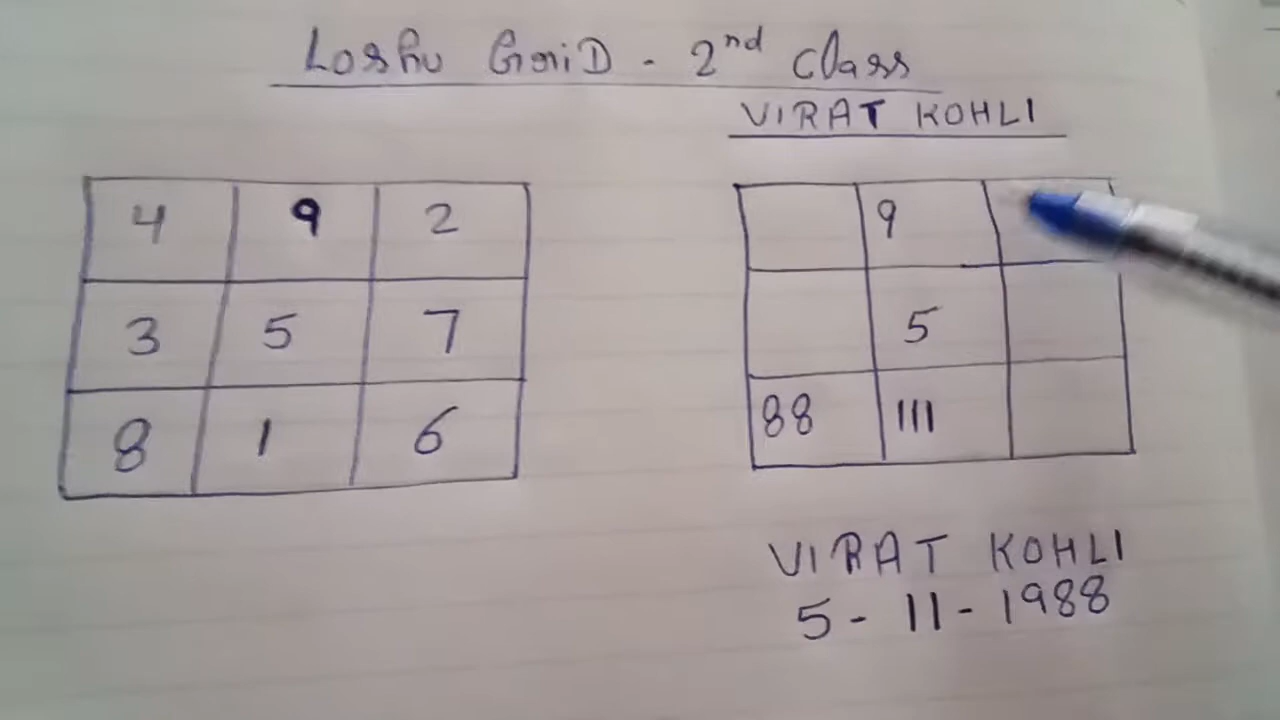 Loshu GriD - 2nd Class
VIRAT KOHLI
4 9 2
3 5 7
8 1 6
9
5
88 111
VIRAT KOHLI
5 - 11 - 1988